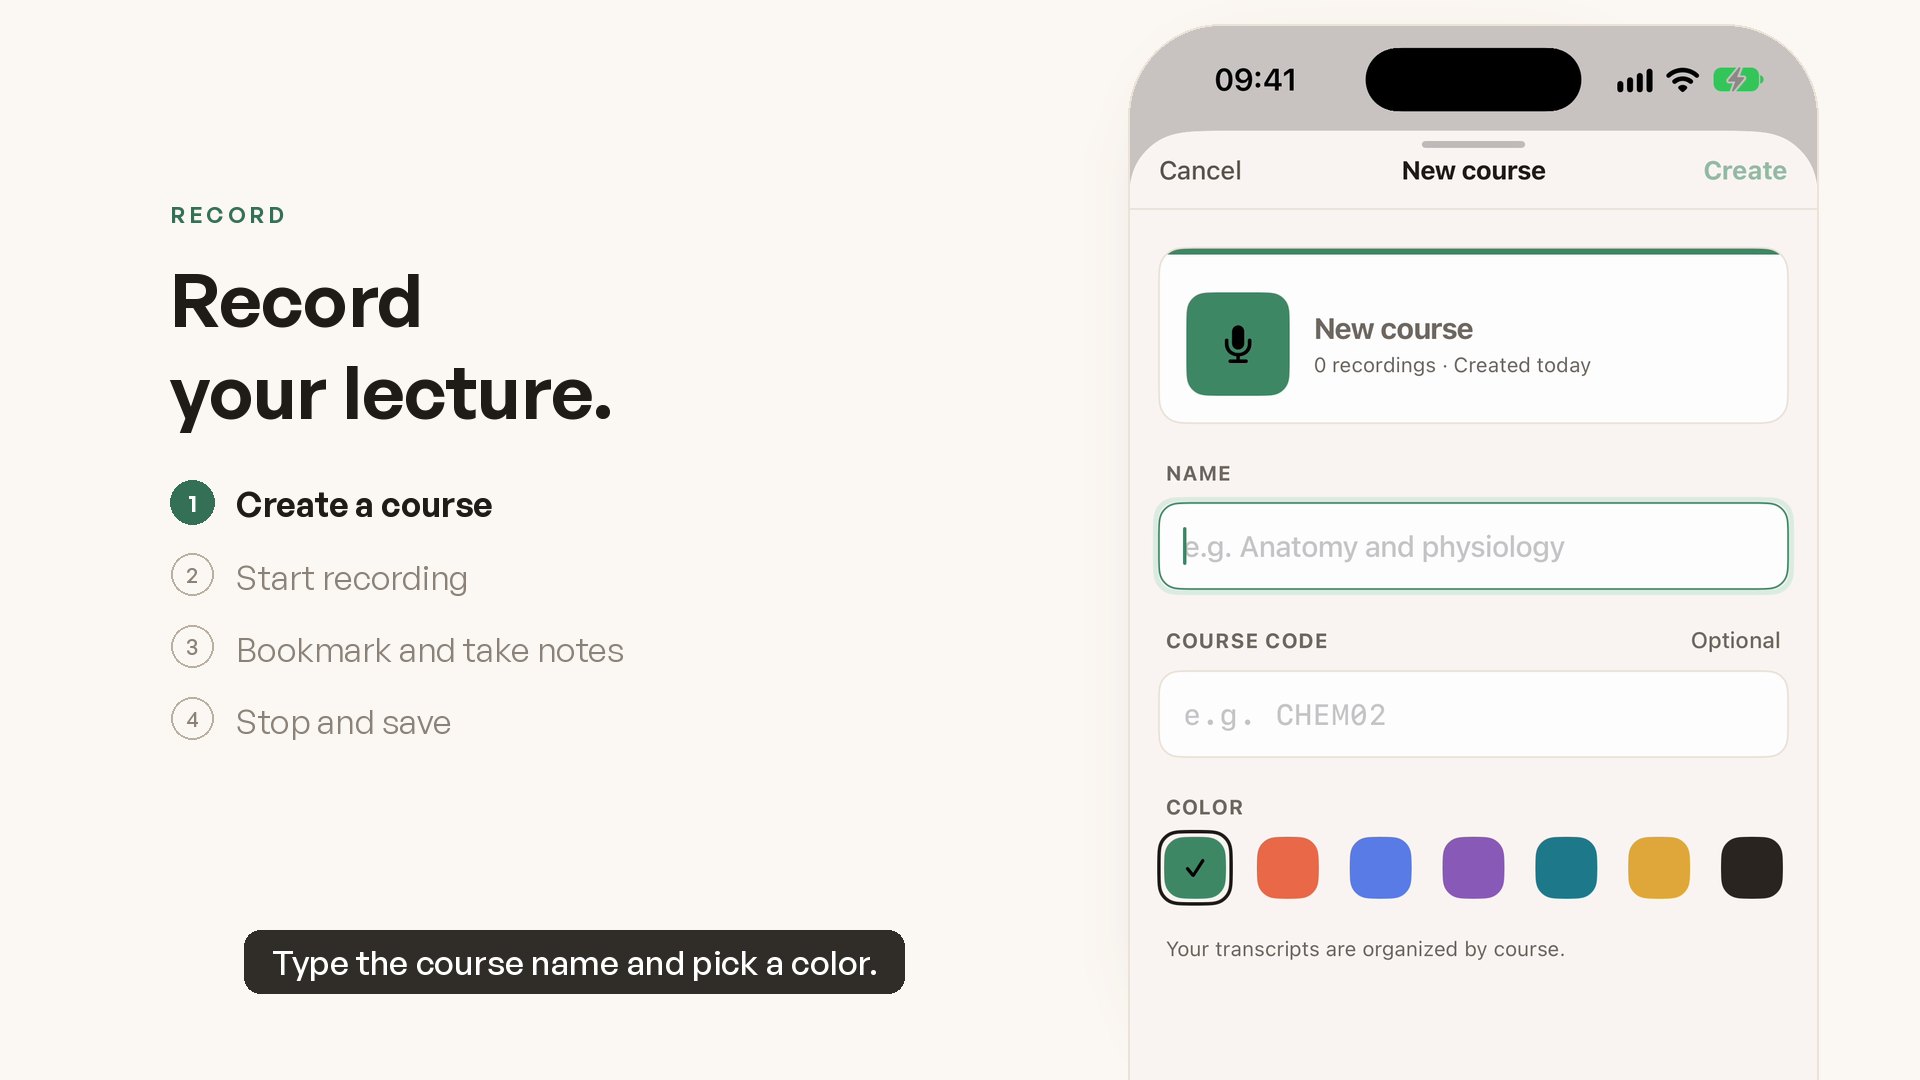 RECORD
Record
your lecture.
1 Create a course
2 Start recording
3 Bookmark and take notes
4 Stop and save
Type the course name and pick a color.
09:41
Cancel New course Create
New course
0 recordings · Created today
NAME
e.g. Anatomy and physiology
COURSE CODE Optional
e.g. CHEM02
COLOR
Your transcripts are organized by course.